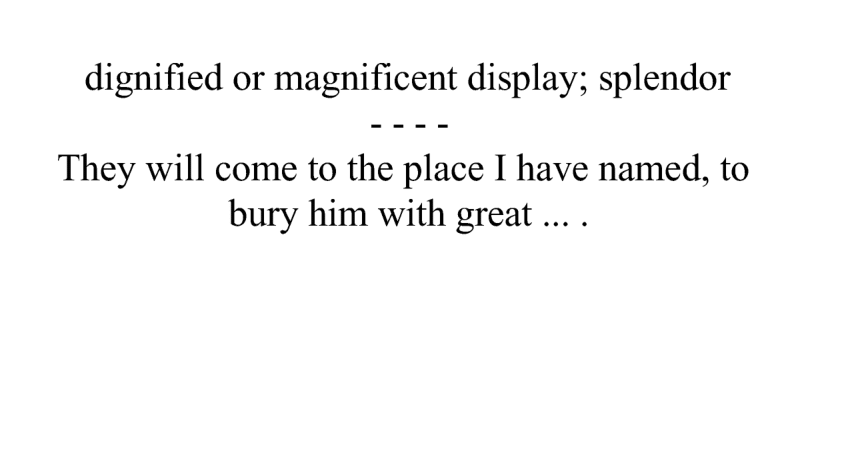 dignified or magnificent display; splendor
- - - -
They will come to the place I have named, to
bury him with great ... .